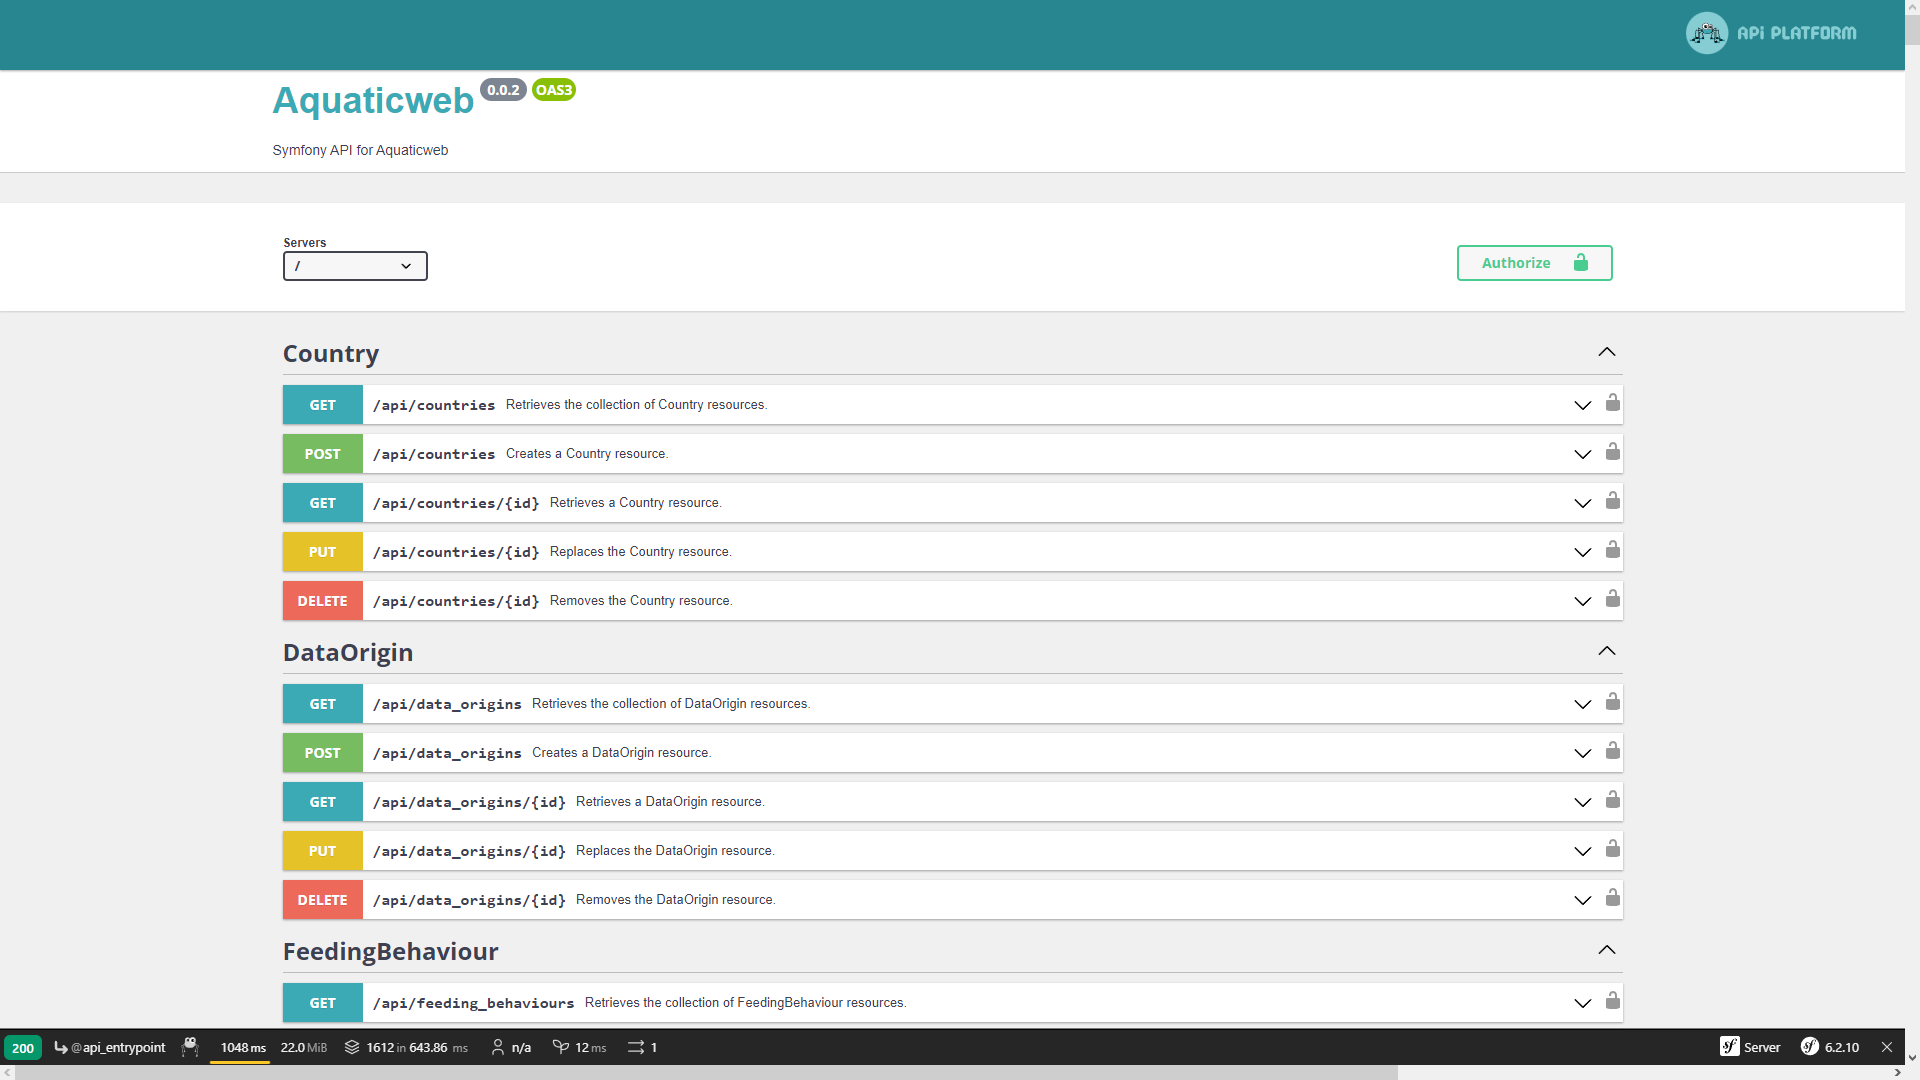 APi PLATFORM
Aquaticweb 0.0.2 OAS3
Symfony API for Aquaticweb
Servers
/
Authorize
Country
GET /api/countries Retrieves the collection of Country resources.
POST /api/countries Creates a Country resource.
GET /api/countries/{id} Retrieves a Country resource.
PUT /api/countries/{id} Replaces the Country resource.
DELETE /api/countries/{id} Removes the Country resource.
DataOrigin
GET /api/data_origins Retrieves the collection of DataOrigin resources.
POST /api/data_origins Creates a DataOrigin resource.
GET /api/data_origins/{id} Retrieves a DataOrigin resource.
PUT /api/data_origins/{id} Replaces the DataOrigin resource.
DELETE /api/data_origins/{id} Removes the DataOrigin resource.
FeedingBehaviour
GET /api/feeding_behaviours Retrieves the collection of FeedingBehaviour resources.
200 @api_entrypoint 1048 ms 22.0 MiB 1612 in 643.86 ms n/a 12 ms 1 sf Server sf 6.2.10